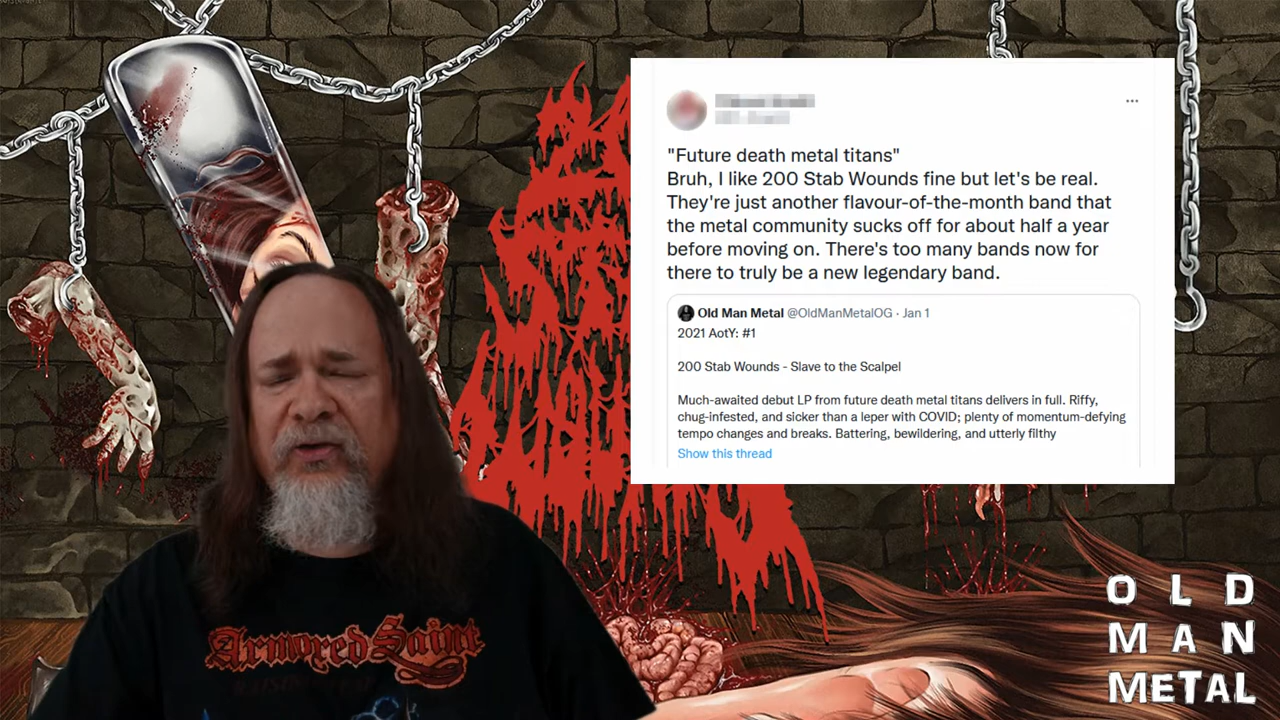 "Future death metal titans"
Bruh, I like 200 Stab Wounds fine but let's be real.
They're just another flavour-of-the-month band that
the metal community sucks off for about half a year
before moving on. There's too many bands now for
there to truly be a new legendary band.
Old Man Metal @OldManMetalOG · Jan 1
2021 AotY: #1
200 Stab Wounds - Slave to the Scalpel
Much-awaited debut LP from future death metal titans delivers in full. Riffy,
chug-infested, and sicker than a leper with COVID; plenty of momentum-defying
tempo changes and breaks. Battering, bewildering, and utterly filthy
Show this thread
Armored Saint
OLD
MAN
METAL